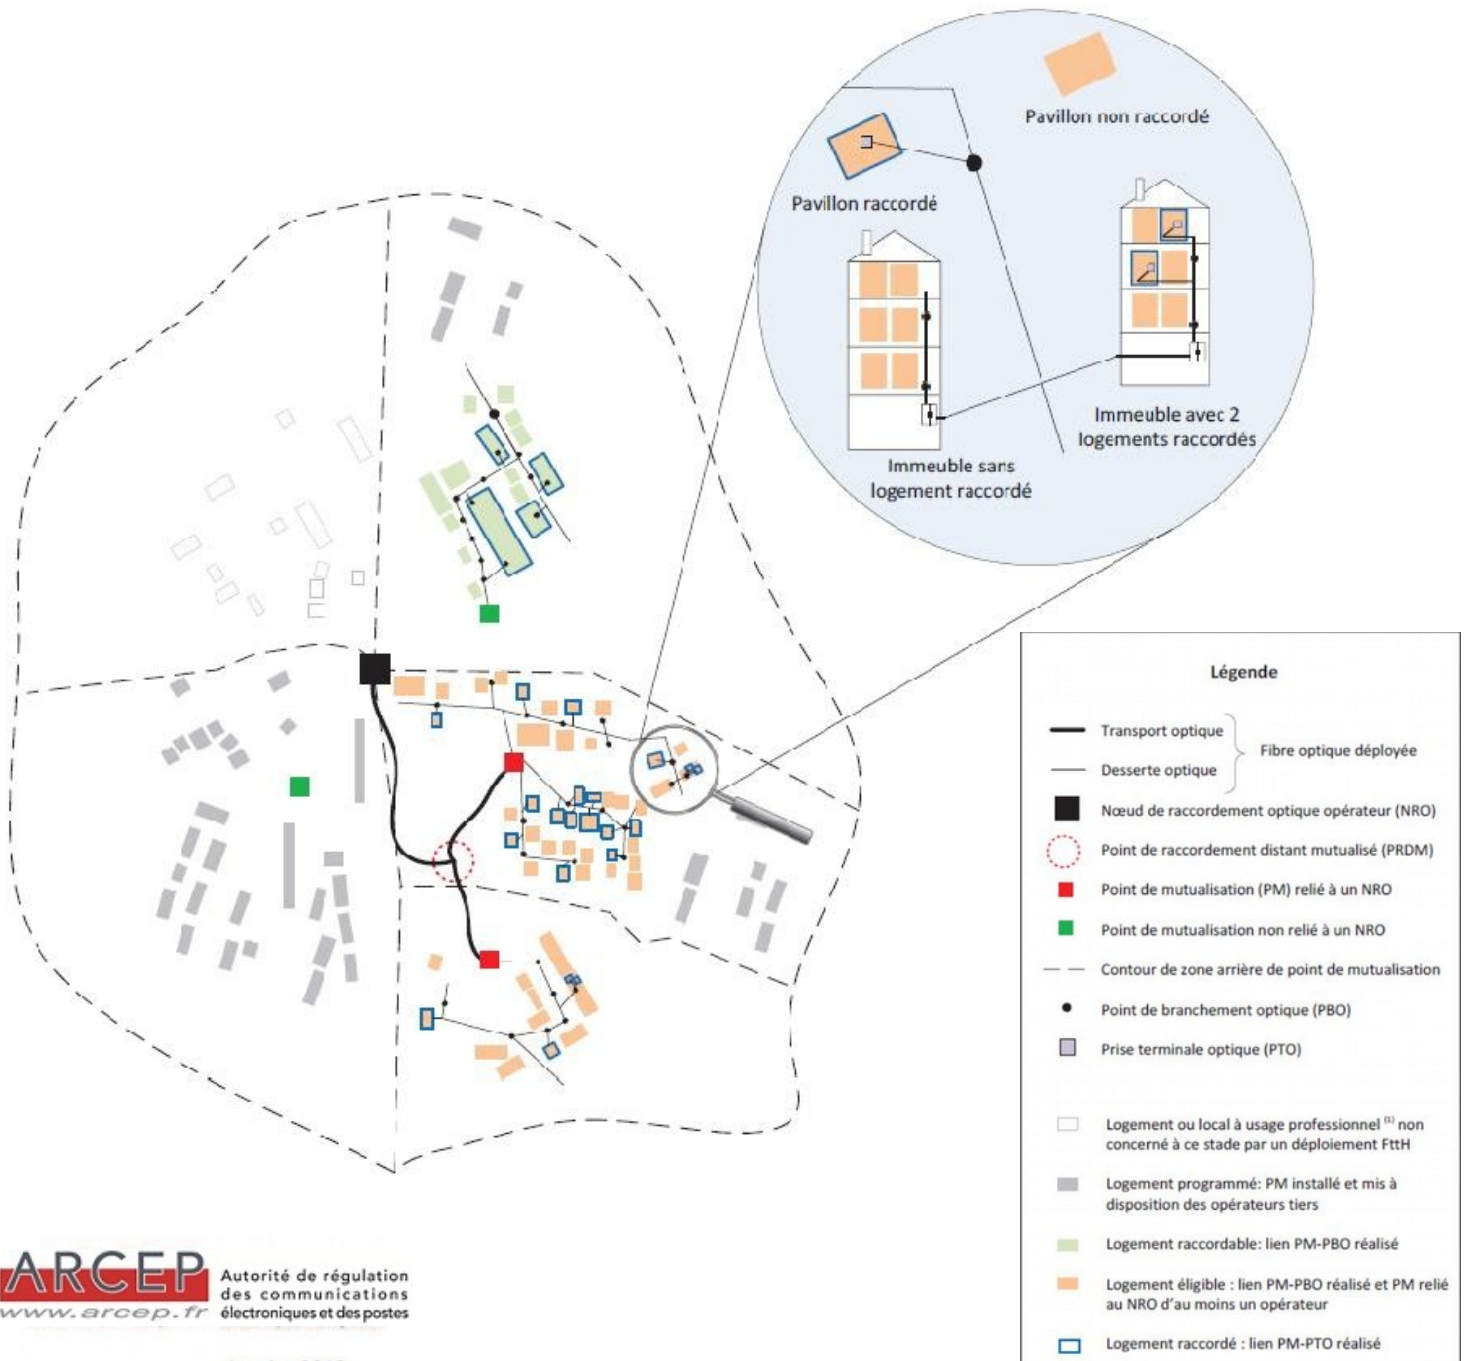 Pavillon non raccordé
Pavillon raccordé
Immeuble avec 2
logements raccordés
Immeuble sans
logement raccordé
Légende
Transport optique
Desserte optique
Fibre optique déployée
Nœud de raccordement optique opérateur (NRO)
Point de raccordement distant mutualisé (PRDM)
Point de mutualisation (PM) relié à un NRO
Point de mutualisation non relié à un NRO
Contour de zone arrière de point de mutualisation
Point de branchement optique (PBO)
Prise terminale optique (PTO)
Logement ou local à usage professionnel (1) non
concerné à ce stade par un déploiement FttH
Logement programmé: PM installé et mis à
disposition des opérateurs tiers
Logement raccordable: lien PM-PBO réalisé
Logement éligible : lien PM-PBO réalisé et PM relié
au NRO d'au moins un opérateur
Logement raccordé : lien PM-PTO réalisé
ARCEP
www.arcep.fr
Autorité de régulation
des communications
électroniques et des postes